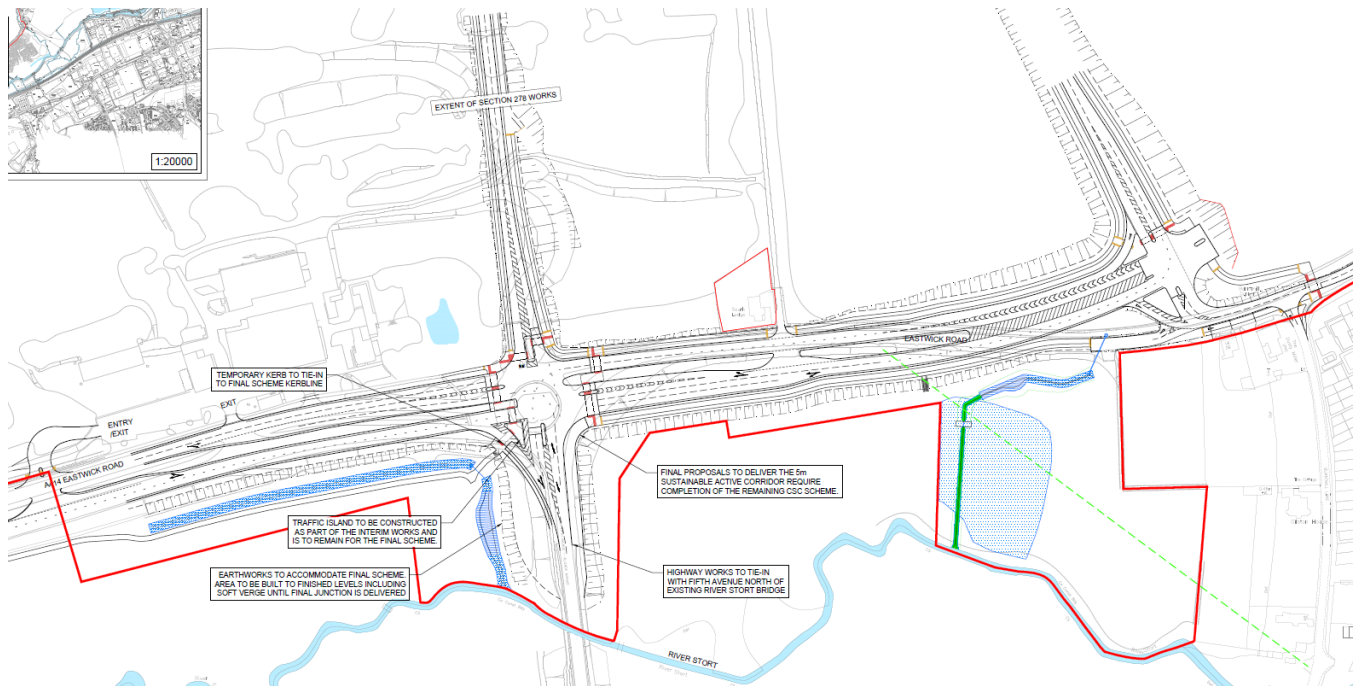 1:20000
EXTENT OF SECTION 278 WORKS
TEMPORARY KERB TO TIE-IN
TO FINAL SCHEME KERBLINE
EXIT
ENTRY
/EXIT
A414 EASTWICK ROAD
EASTWICK ROAD
South
Lodge
FINAL PROPOSALS TO DELIVER THE 5m
SUSTAINABLE ACTIVE CORRIDOR REQUIRE
COMPLETION OF THE REMAINING CSC SCHEME.
TRAFFIC ISLAND TO BE CONSTRUCTED
AS PART OF THE INTERIM WORKS AND
IS TO REMAIN FOR THE FINAL SCHEME.
EARTHWORKS TO ACCOMMODATE FINAL SCHEME.
AREA TO BE BUILT TO FINISHED LEVELS INCLUDING
SOFT VERGE UNTIL FINAL JUNCTION IS DELIVERED
HIGHWAY WORKS TO TIE-IN
WITH FIFTH AVENUE NORTH OF
EXISTING RIVER STORT BRIDGE
RIVER STORT
River Stort